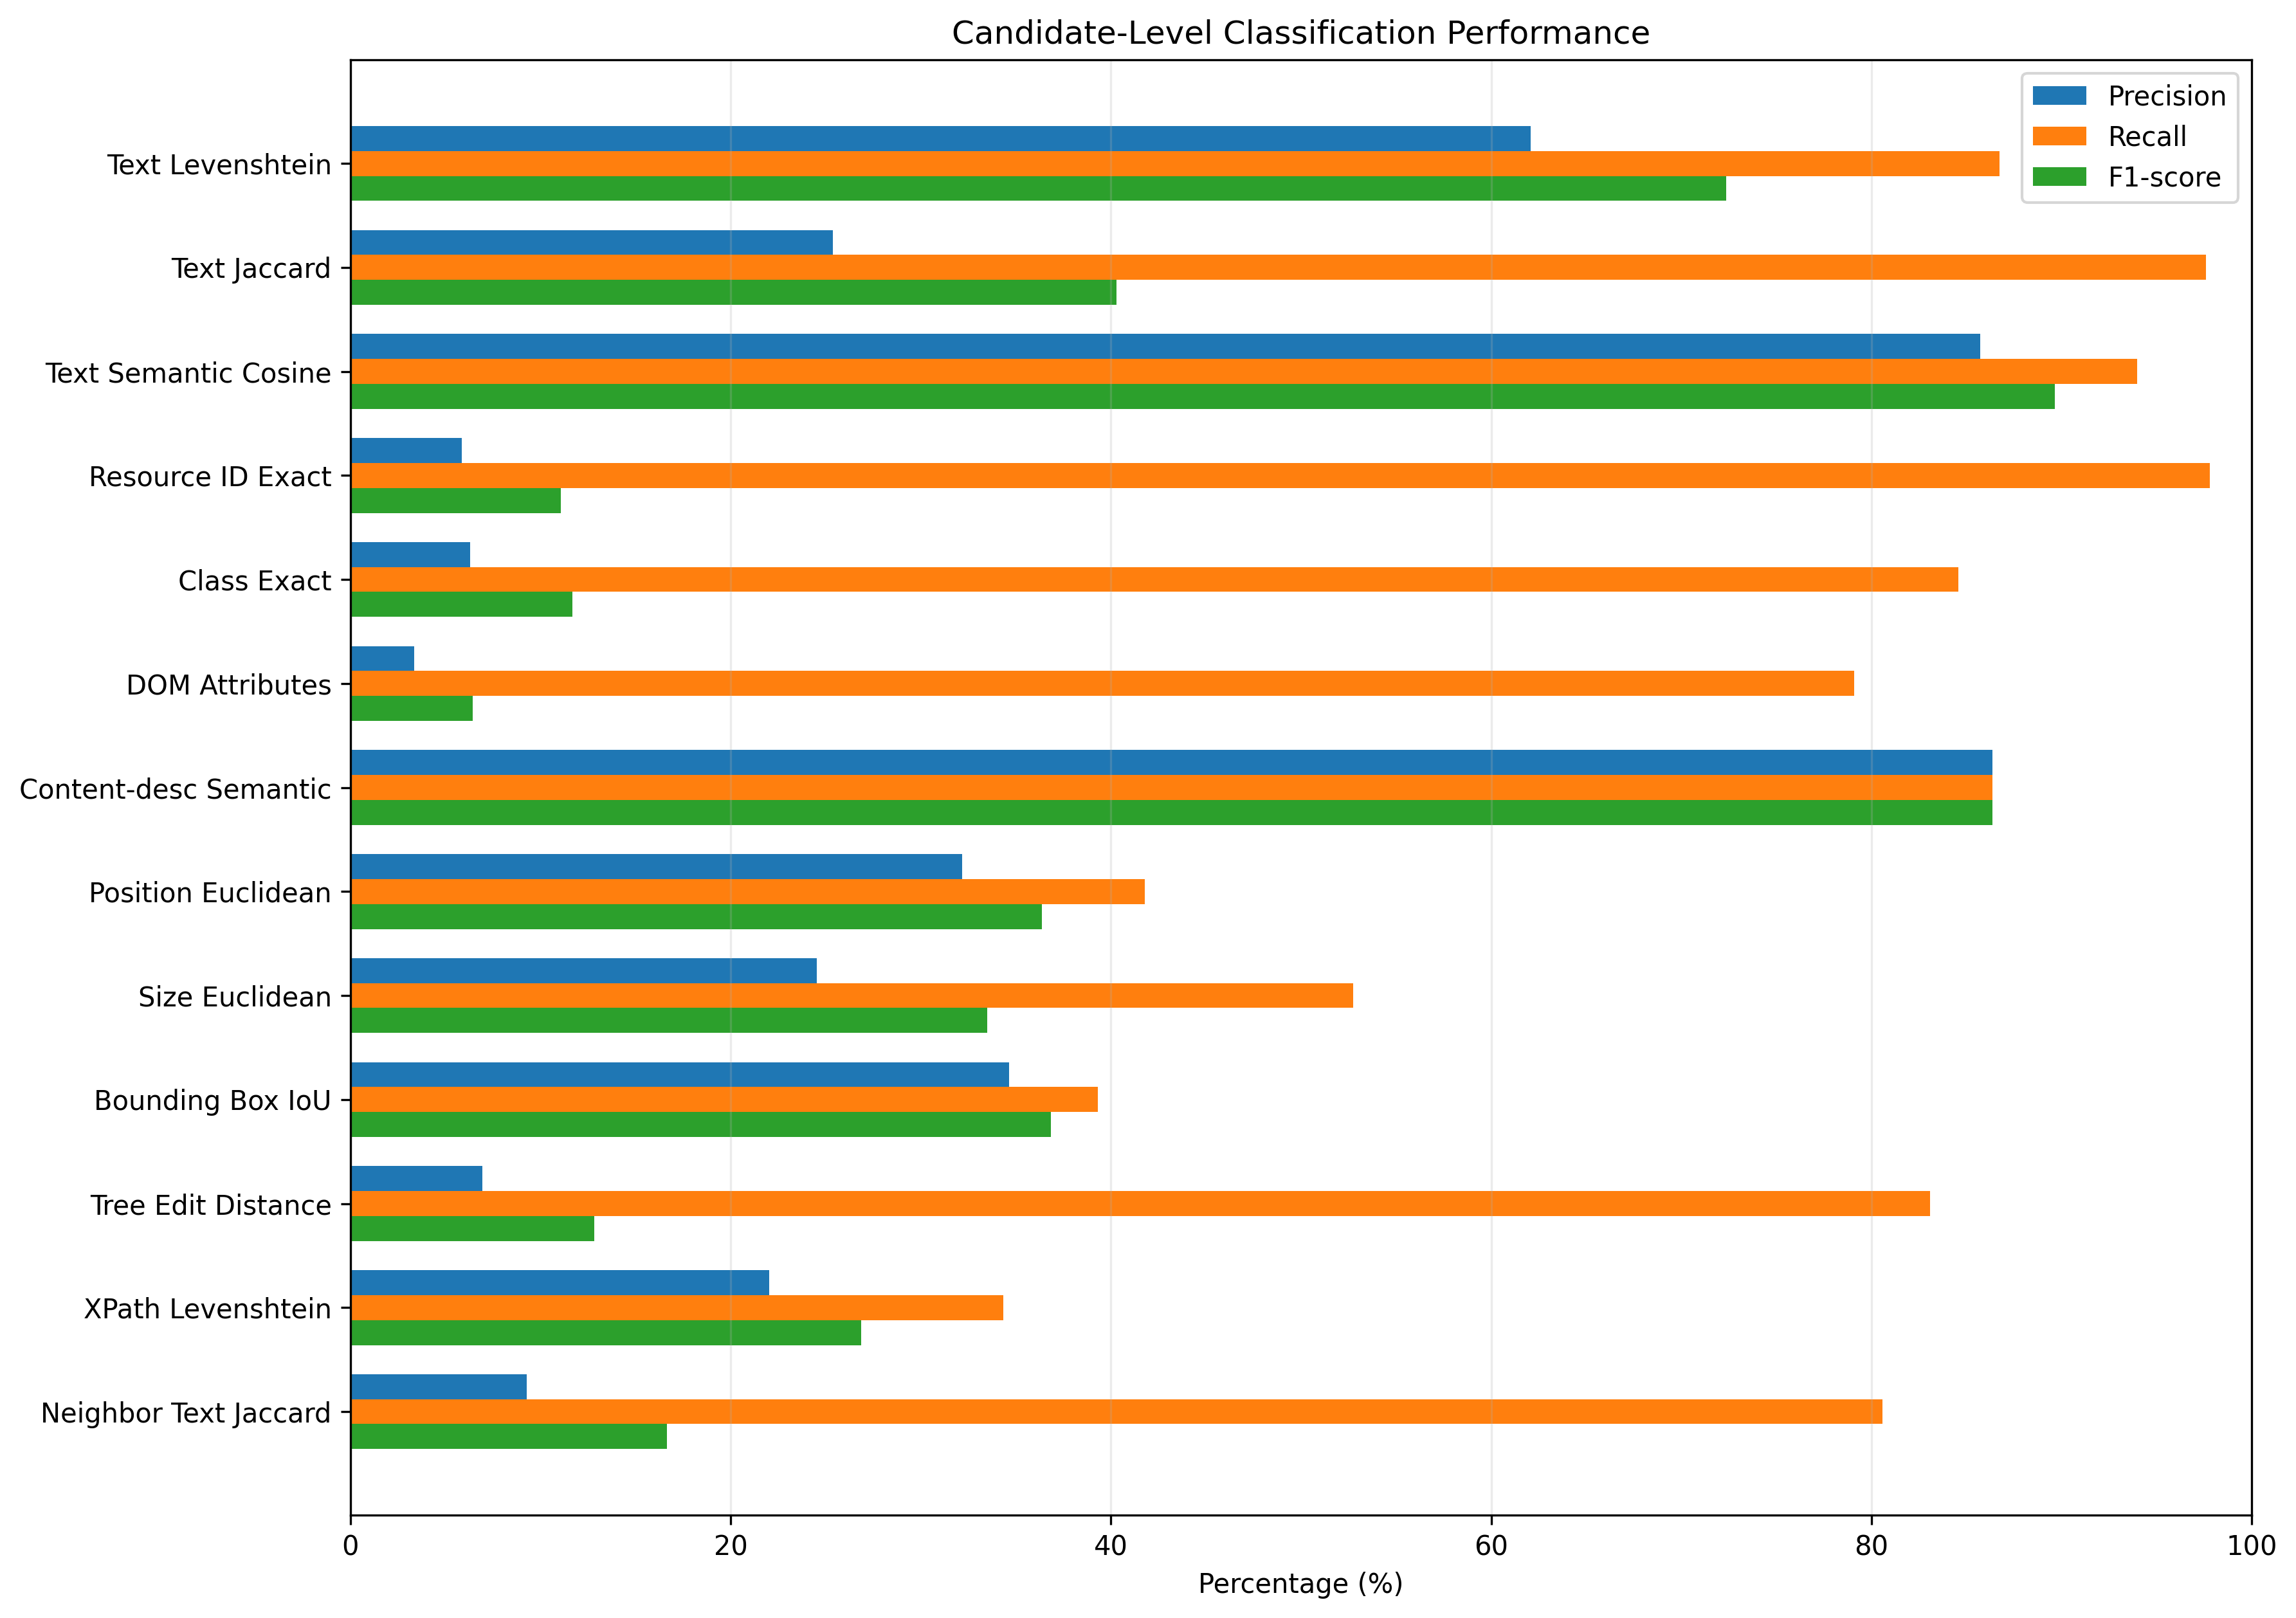 Candidate-Level Classification Performance
Precision
Recall
F1-score
Text Levenshtein
Text Jaccard
Text Semantic Cosine
Resource ID Exact
Class Exact
DOM Attributes
Content-desc Semantic
Position Euclidean
Size Euclidean
Bounding Box IoU
Tree Edit Distance
XPath Levenshtein
Neighbor Text Jaccard
0 20 40 60 80 100
Percentage (%)